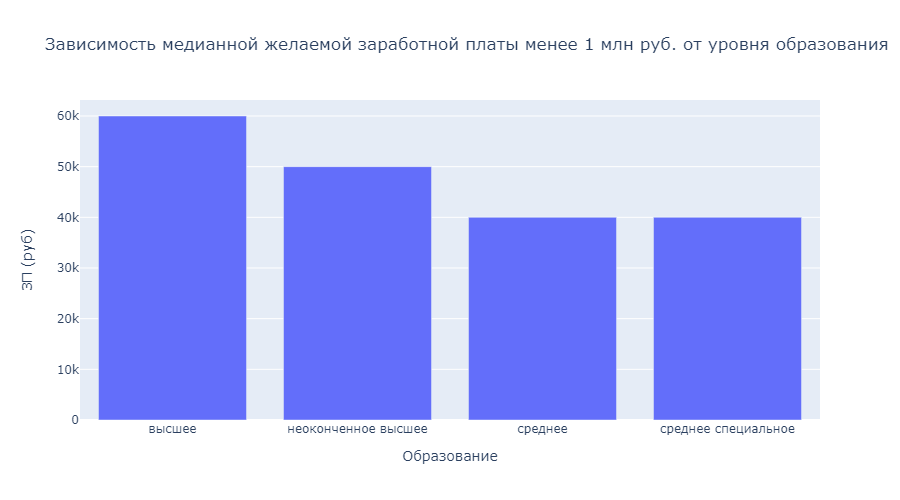 Зависимость медианной желаемой заработной платы менее 1 млн руб. от уровня образования
60k
50k
40k
30k
20k
10k
0
ЗП (руб)
высшее
неоконченное высшее
среднее
среднее специальное
Образование